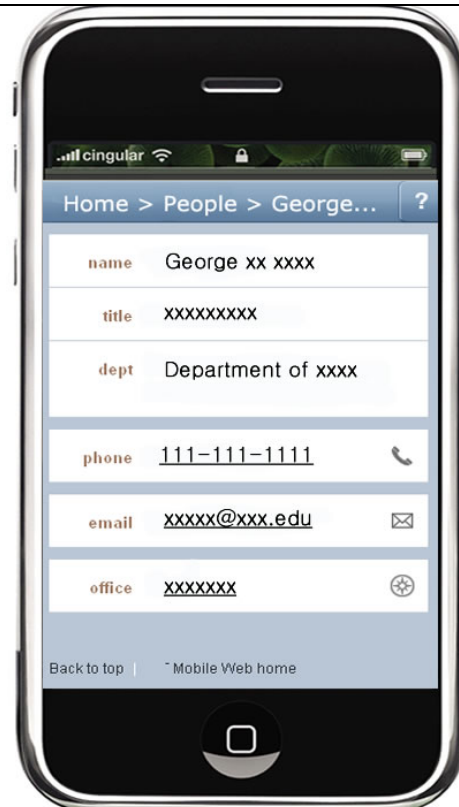 cingular
Home > People > George... ?
name George xx xxxx
title xxxxxxxxx
dept Department of xxxx
phone 111-111-1111
email xxxxx@xxx.edu
office xxxxxxx
Back to top | ˉ Mobile Web home